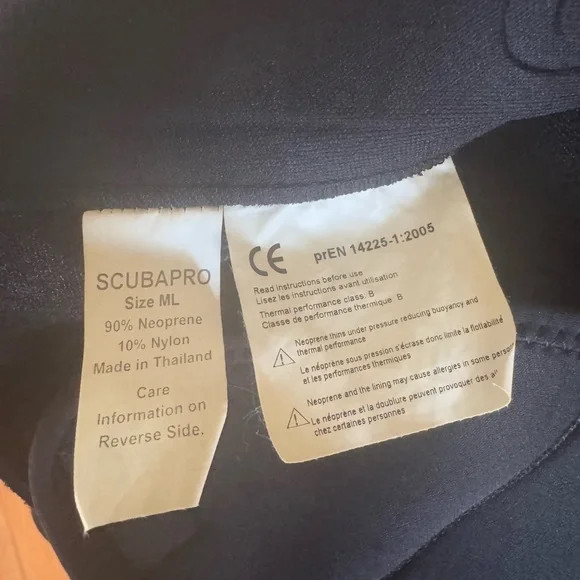 SCUBAPRO
Size ML
90% Neoprene
10% Nylon
Made in Thailand
Care
Information on
Reverse Side.
CE prEN 14225-1:2005
Read instructions before use
Lisez les instructions avant utilisation
Thermal performance class. B
Classe de performance thermique B
Neoprene thins under pressure reducing buoyancy and
thermal performance
Le néoprène sous pression s'écrase donc limite la flottabilité
et les performances thermiques
Neoprene and the lining may cause allergies in some
Le néoprène et la doublure peuvent provoquer des
chez certaines personnes